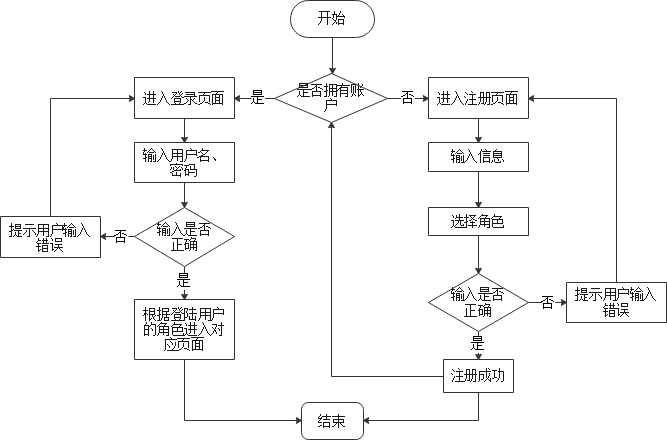 开始
是否拥有账
户
是
否
进入登录页面
进入注册页面
输入用户名、
密码
输入信息
选择角色
提示用户输入
错误
否
输入是否
正确
是
输入是否
正确
否
提示用户输入
错误
根据登陆用户
的角色进入对
应页面
是
注册成功
结束